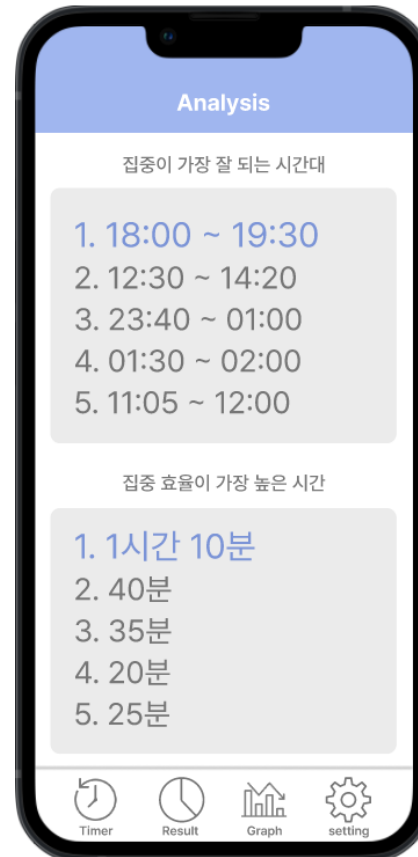 Analysis
집중이 가장 잘 되는 시간대
1. 18:00 ~ 19:30
2. 12:30 ~ 14:20
3. 23:40 ~ 01:00
4. 01:30 ~ 02:00
5. 11:05 ~ 12:00
집중 효율이 가장 높은 시간
1. 1시간 10분
2. 40분
3. 35분
4. 20분
5. 25분
Timer Result Graph setting